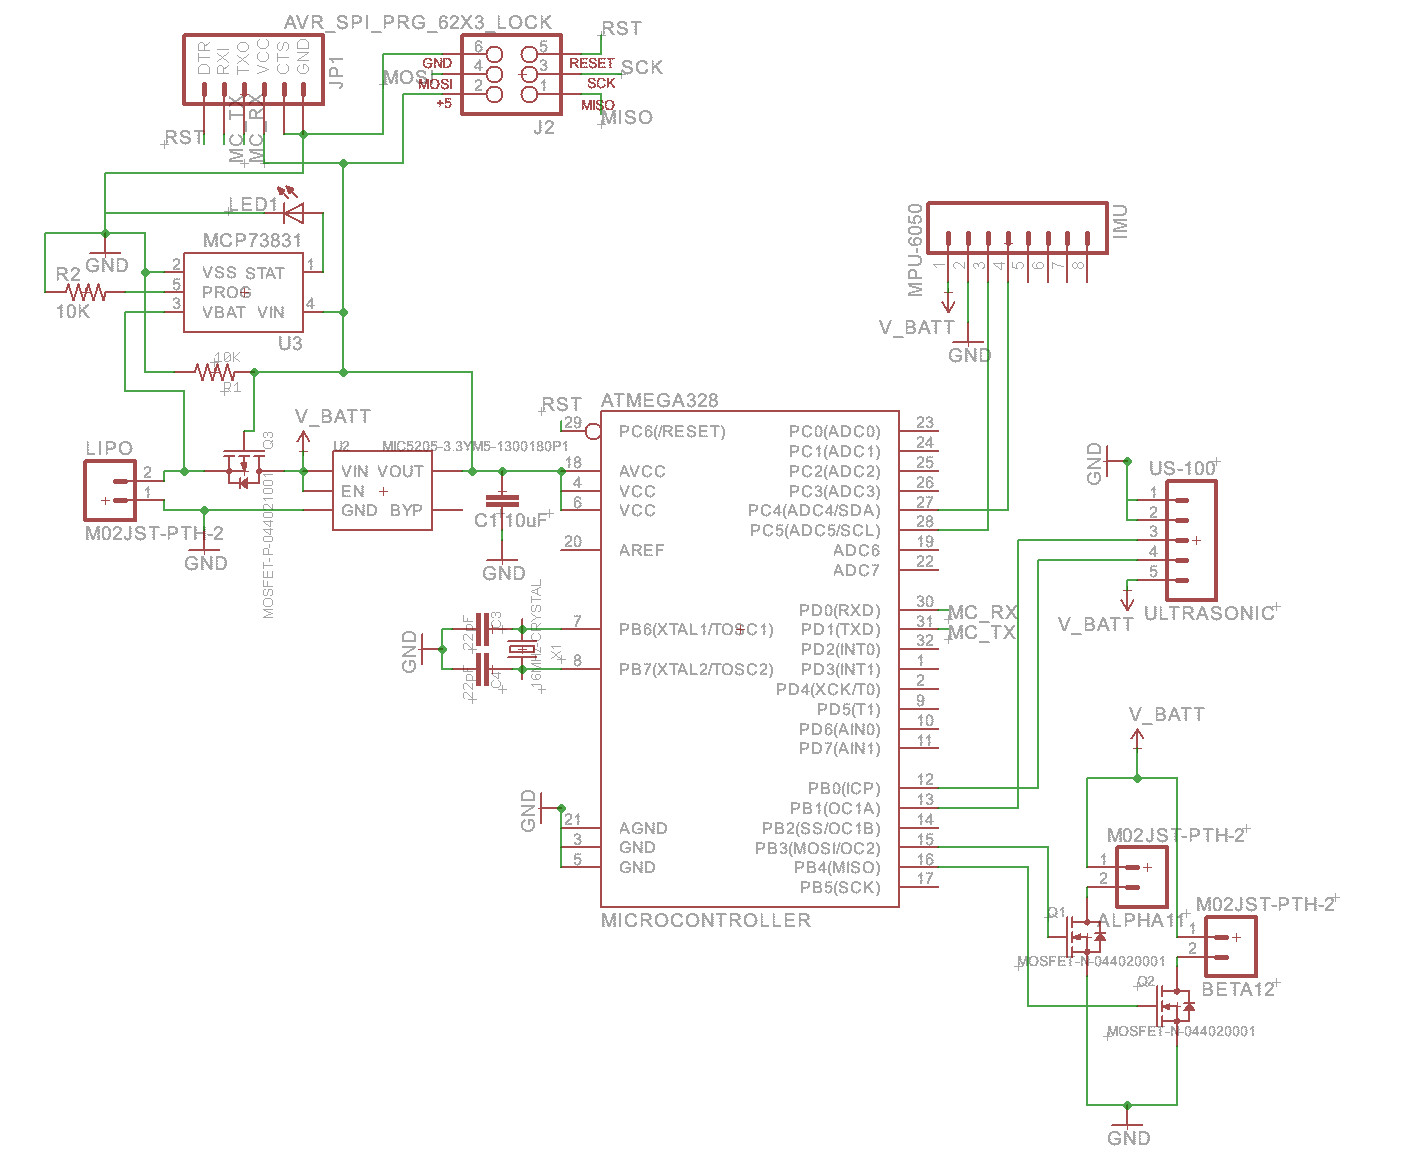 AVR_SPI_PRG_62X3_LOCK
DTR
RXI
TXO
VCC
CTS
GND
JP1
RST
MC_TX
MC_RX
6
5
RST
GND
RESET
MOSI
4
3
SCK
MOSI
SCK
2
1
+5
MISO
MISO
J2
LED1
MCP73831
GND
2
VSS
STAT
1
R2
5
PROG
10K
3
VBAT
VIN
4
U3
10K
R1
V_BATT
LIPO
2
1
M02JST-PTH-2
GND
Q3
MOSFET-P-044021001
U2
MIC5205-3.3YM5-1300180P1
VIN
VOUT
EN
GND
BYP
C1
10uF
GND
RST
ATMEGA328
29
PC6(/RESET)
18
AVCC
4
VCC
6
VCC
20
AREF
7
PB6(XTAL1/TOSC1)
8
PB7(XTAL2/TOSC2)
21
AGND
3
GND
5
GND
GND
GND
22pF
C3
22pF
C4
16MHZ-CRYSTAL
X1
PC0(ADC0)
23
PC1(ADC1)
24
PC2(ADC2)
25
PC3(ADC3)
26
PC4(ADC4/SDA)
27
PC5(ADC5/SCL)
28
ADC6
19
ADC7
22
PD0(RXD)
30
MC_RX
PD1(TXD)
31
MC_TX
PD2(INT0)
32
PD3(INT1)
1
PD4(XCK/T0)
2
PD5(T1)
9
PD6(AIN0)
10
PD7(AIN1)
11
PB0(ICP)
12
PB1(OC1A)
13
PB2(SS/OC1B)
14
PB3(MOSI/OC2)
15
PB4(MISO)
16
PB5(SCK)
17
MICROCONTROLLER
MPU-6050
IMU
1
2
3
4
5
6
7
8
V_BATT
GND
GND
US-100
1
2
3
4
5
V_BATT
ULTRASONIC
V_BATT
M02JST-PTH-2
1
2
Q1
ALPHA11
MOSFET-N-044020001
M02JST-PTH-2
1
2
Q2
BETA12
MOSFET-N-044020001
GND